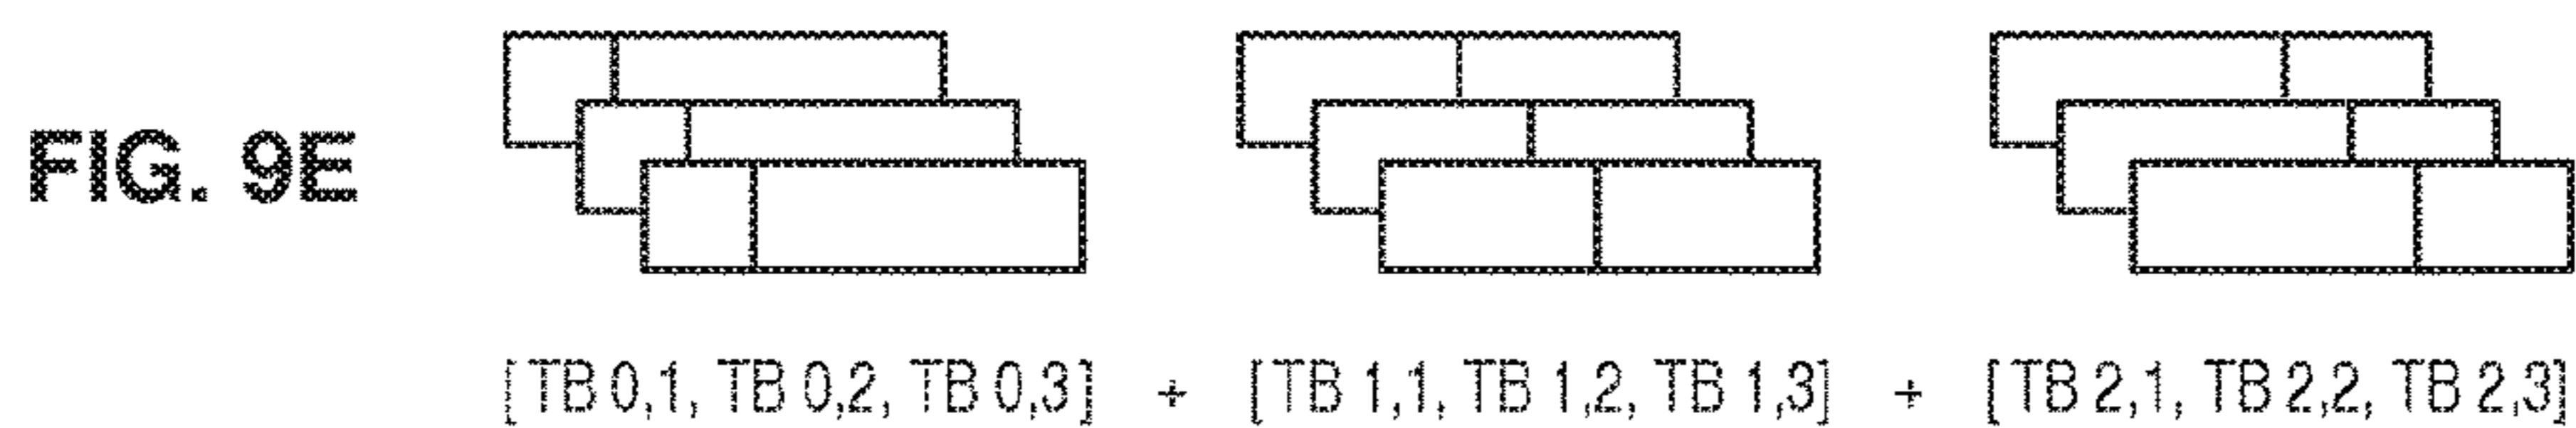 FIG. 9E
[TB 0,1, TB 0,2, TB 0,3] + [TB 1,1, TB 1,2, TB 1,3] + [TB 2,1, TB 2,2, TB 2,3]